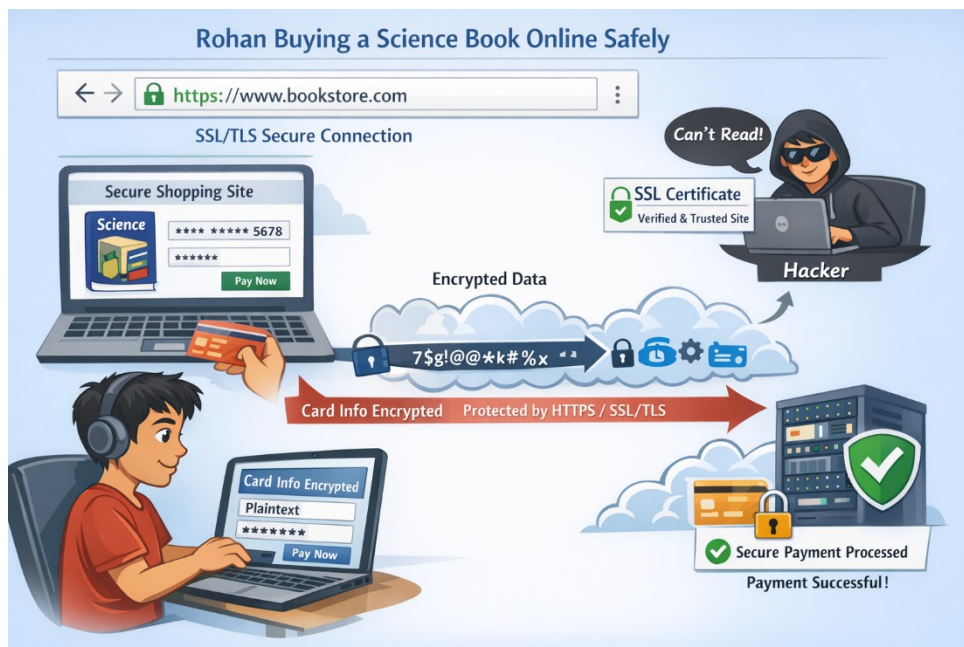 Rohan Buying a Science Book Online Safely
https://www.bookstore.com
SSL/TLS Secure Connection
Can't Read!
Secure Shopping Site
SSL Certificate
Verified & Trusted Site
Science
**** ***** 5678
******
Pay Now
Hacker
Encrypted Data
7$g!@@*k#%x
Card Info Encrypted Protected by HTTPS / SSL/TLS
Card Info Encrypted
Plaintext
*******
Pay Now
Secure Payment Processed
Payment Successful!